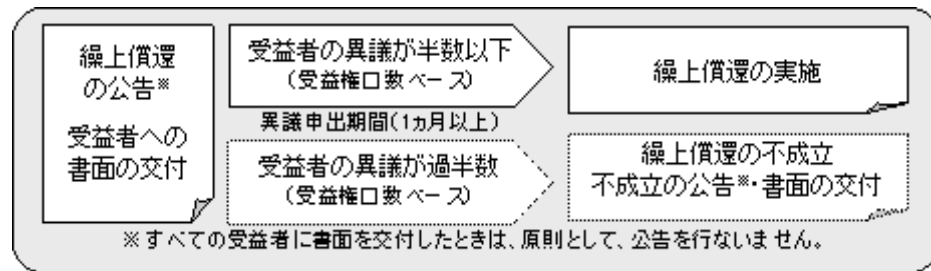 繰上償還
の公告※
受益者への
書面の交付
受益者の異議が半数以下
(受益権口数ベース)
異議申出期間(1ヵ月以上)
受益者の異議が過半数
(受益権口数ベース)
繰上償還の実施
繰上償還の不成立
不成立の公告※・書面の交付
※すべての受益者に書面を交付したときは、原則として、公告を行ないません。